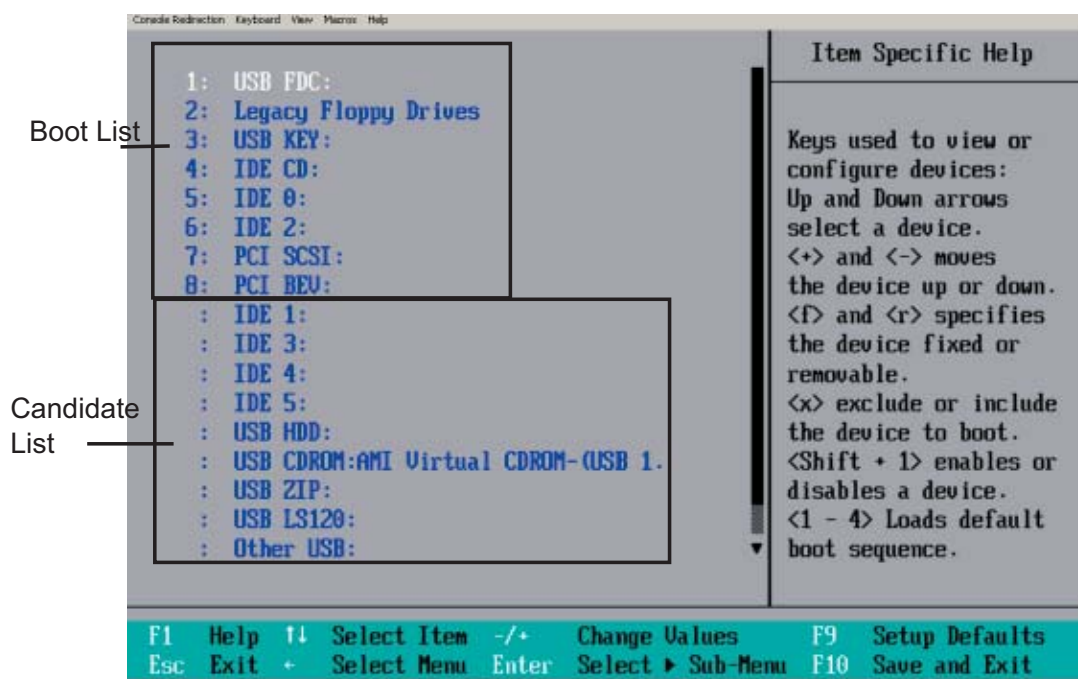 Console Redirection Keyboard View Macros Help
Item Specific Help
1: USB FDC:
2: Legacy Floppy Drives
3: USB KEY:
4: IDE CD:
5: IDE 0:
6: IDE 2:
7: PCI SCSI:
8: PCI BEV:
: IDE 1:
: IDE 3:
: IDE 4:
: IDE 5:
: USB HDD:
: USB CDROM:AMI Virtual CDROM-(USB 1.
: USB ZIP:
: USB LS120:
: Other USB:
Boot List
Candidate
List
Keys used to view or
configure devices:
Up and Down arrows
select a device.
<+> and <-> moves
the device up or down.
<f> and <r> specifies
the device fixed or
removable.
<x> exclude or include
the device to boot.
<Shift + 1> enables or
disables a device.
<1 - 4> Loads default
boot sequence.
F1 Help ↑↓ Select Item -/+ Change Values F9 Setup Defaults
Esc Exit ← Select Menu Enter Select ▶ Sub-Menu F10 Save and Exit